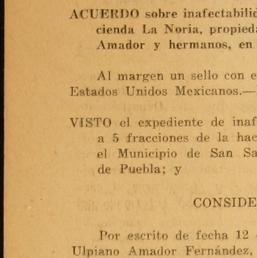 ACUERDO sobre inafectabilid
cienda La Noria, propieda
Amador y hermanos, en
Al margen un sello con e
Estados Unidos Mexicanos.—
VISTO el expediente de inaf
a 5 fracciones de la hac
el Municipio de San Sa
de Puebla; y
CONSIDE
Por escrito de fecha 12
Ulpiano Amador Fernández,